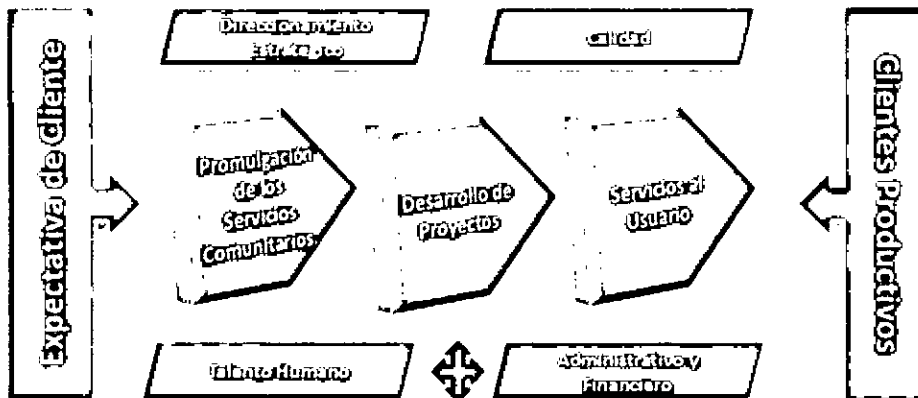 Direccionamiento
Estratégico
Calidad
Expectativa de Cliente
Promulgación
de los
Servicios
Comunitarios
Desarrollo de
Proyectos
Servicios al
Usuario
Clientes Productivos
Talento Humano
Administrativo y
Financiero